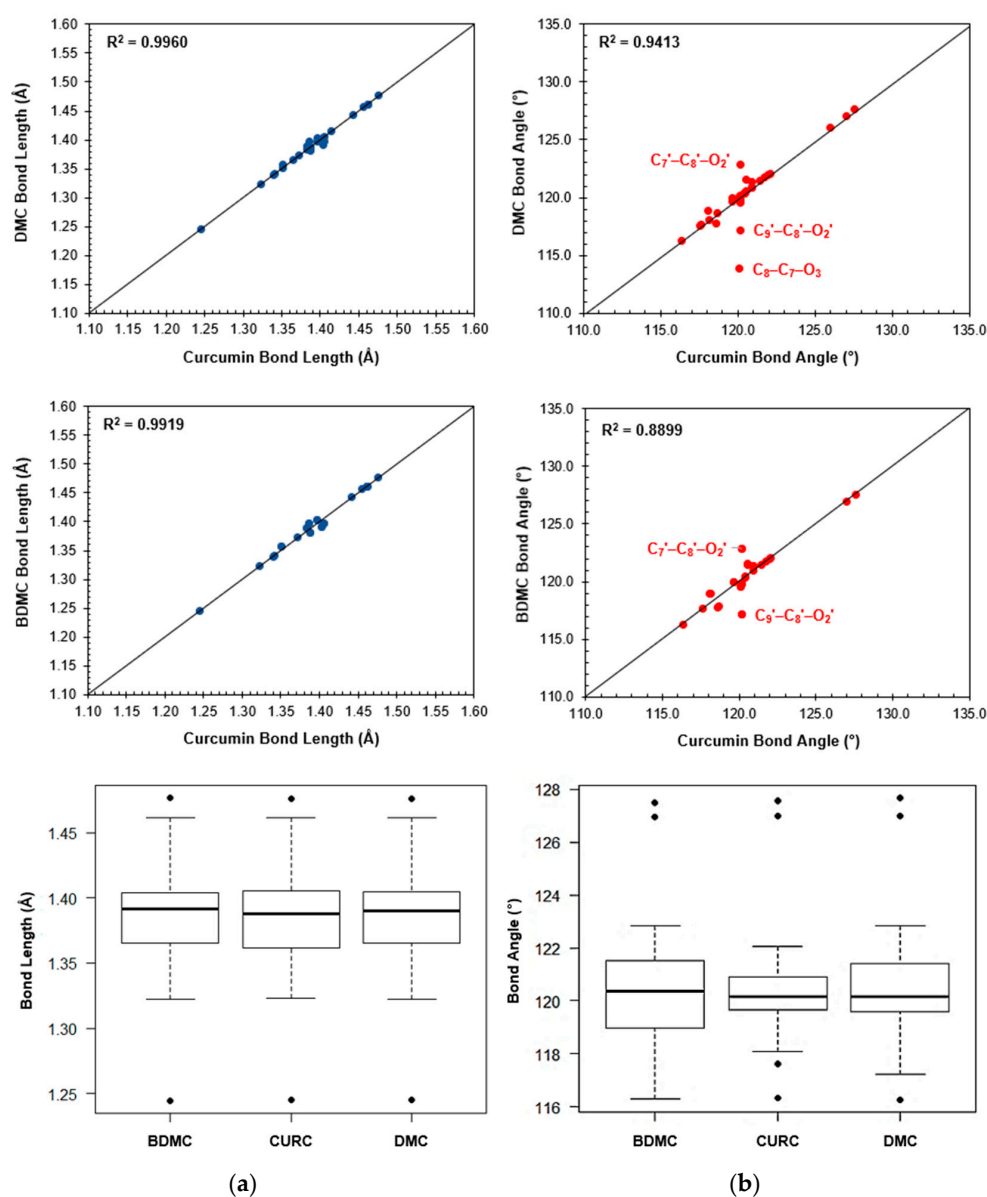 R² = 0.9960
DMC Bond Length (Å)
1.60
1.55
1.50
1.45
1.40
1.35
1.30
1.25
1.20
1.15
1.10
1.10 1.15 1.20 1.25 1.30 1.35 1.40 1.45 1.50 1.55 1.60
Curcumin Bond Length (Å)
R² = 0.9413
DMC Bond Angle (°)
135.0
130.0
125.0
120.0
115.0
110.0
C₇'–C₈'–O₂'
C₉'–C₈'–O₂'
C₈–C₇–O₃
110.0 115.0 120.0 125.0 130.0 135.0
Curcumin Bond Angle (°)
R² = 0.9919
BDMC Bond Length (Å)
1.60
1.55
1.50
1.45
1.40
1.35
1.30
1.25
1.20
1.15
1.10
1.10 1.15 1.20 1.25 1.30 1.35 1.40 1.45 1.50 1.55 1.60
Curcumin Bond Length (Å)
R² = 0.8899
BDMC Bond Angle (°)
135.0
130.0
125.0
120.0
115.0
110.0
C₇'–C₈'–O₂'
C₉'–C₈'–O₂'
110.0 115.0 120.0 125.0 130.0 135.0
Curcumin Bond Angle (°)
Bond Length (Å)
1.45
1.40
1.35
1.30
1.25
BDMC CURC DMC
Bond Angle (°)
128
126
124
122
120
118
116
BDMC CURC DMC
(a) (b)